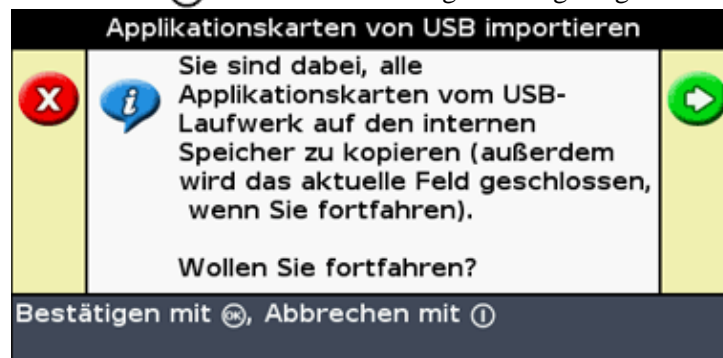 Applikationskarten von USB importieren
Sie sind dabei, alle
Applikationskarten vom USB-
Laufwerk auf den internen
Speicher zu kopieren (außerdem
wird das aktuelle Feld geschlossen,
wenn Sie fortfahren).
Wollen Sie fortfahren?
Bestätigen mit OK, Abbrechen mit